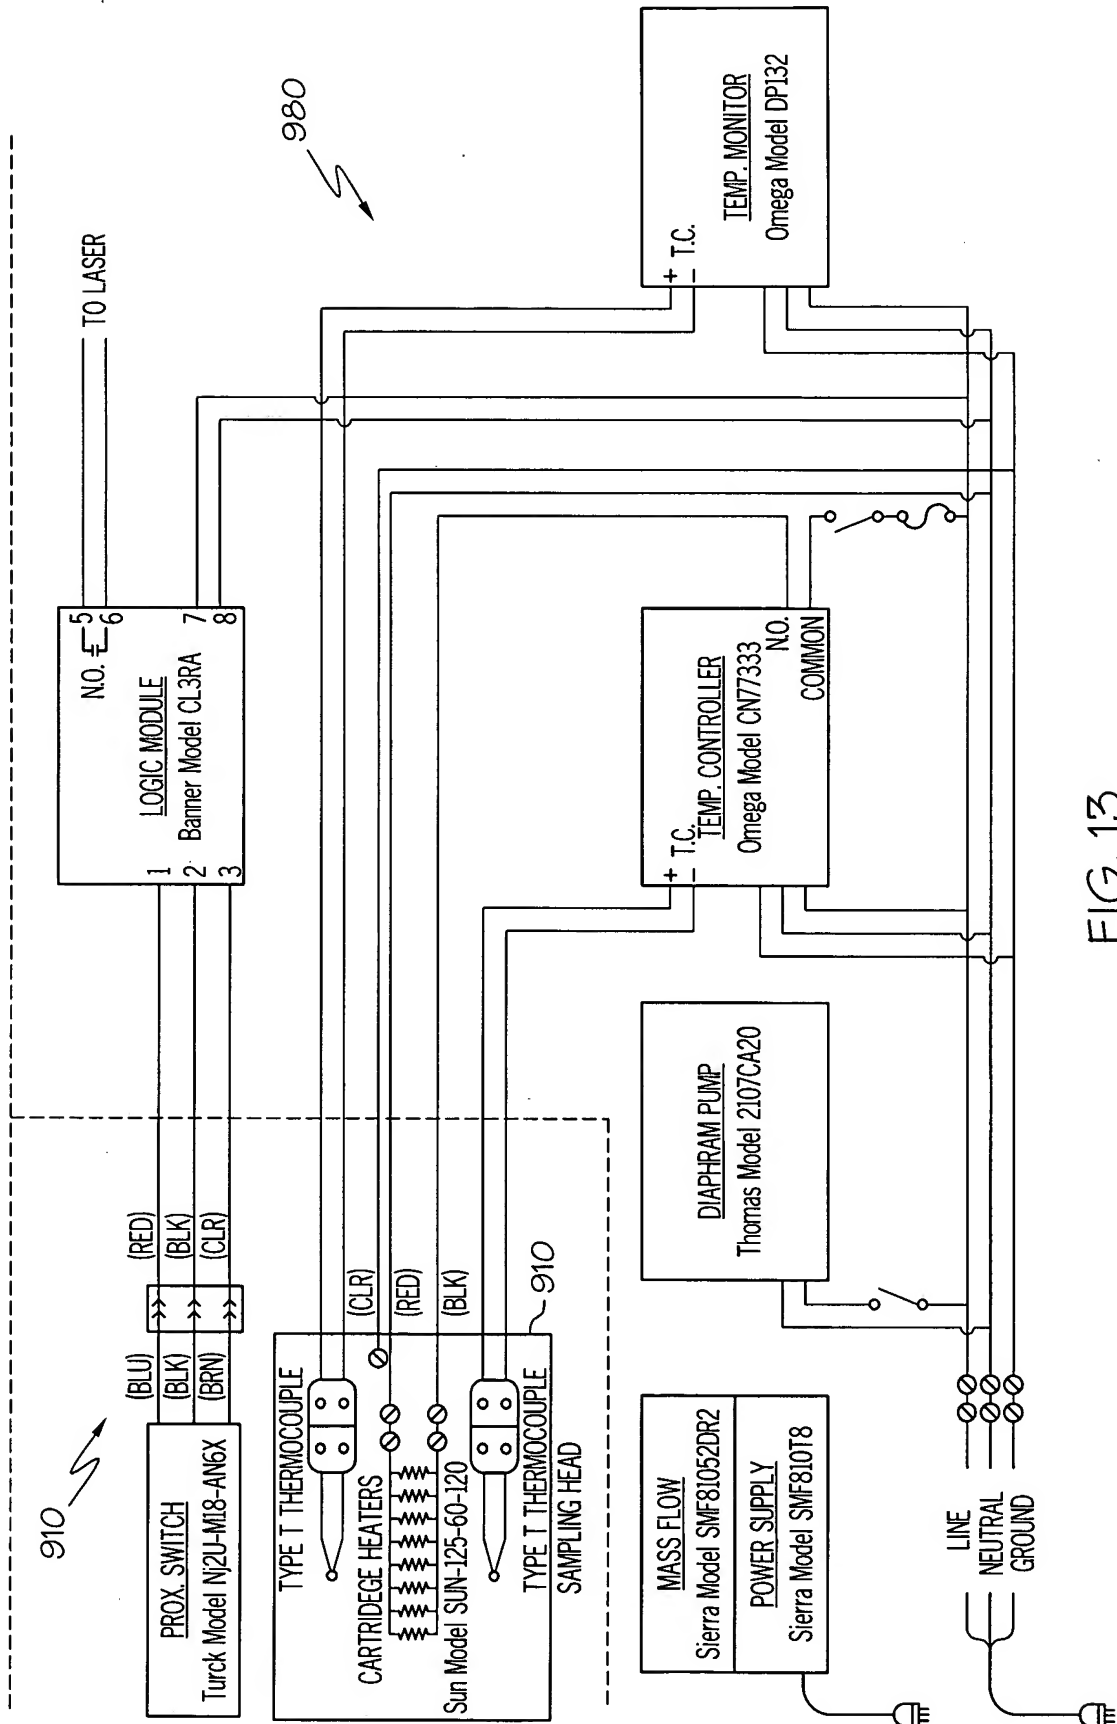 910
PROX. SWITCH
Turck Model Nj2U-M18-AN6X
(BLU)
(BLK)
(BRN)
(RED)
(BLK)
(CLR)
1
2
3
LOGIC MODULE
Banner Model CL3RA
N.O.
5
6
7
8
TO LASER
980
TYPE T THERMOCOUPLE
CARTRIDEGE HEATERS
Sun Model SUN-125-60-120
TYPE T THERMOCOUPLE
SAMPLING HEAD
910
(CLR)
(RED)
(BLK)
MASS FLOW
Sierra Model SMF81052DR2
POWER SUPPLY
Sierra Model SMF810T8
DIAPHRAM PUMP
Thomas Model 2107CA20
+
– T.C.
TEMP. CONTROLLER
Omega Model CN77333
N.O.
COMMON
+
– T.C.
TEMP. MONITOR
Omega Model DP132
LINE
NEUTRAL
GROUND
FIG. 13